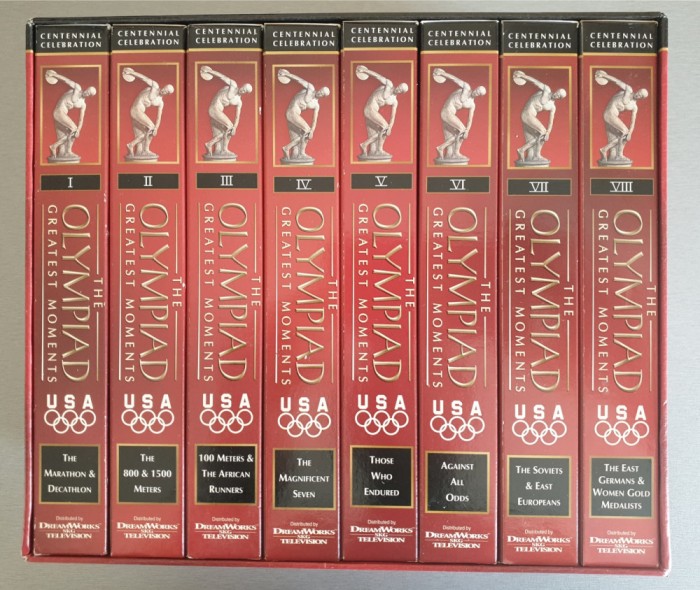 CENTENNIAL
CELEBRATION
I
THE
OLYMPIAD
GREATEST MOMENTS
USA
THE
MARATHON &
DECATHLON
Distributed by
DREAMWORKS
SKG
TELEVISION
CENTENNIAL
CELEBRATION
II
THE
OLYMPIAD
GREATEST MOMENTS
USA
THE
800 & 1500
METERS
Distributed by
DREAMWORKS
SKG
TELEVISION
CENTENNIAL
CELEBRATION
III
THE
OLYMPIAD
GREATEST MOMENTS
USA
100 METERS &
THE AFRICAN
RUNNERS
Distributed by
DREAMWORKS
SKG
TELEVISION
CENTENNIAL
CELEBRATION
IV
THE
OLYMPIAD
GREATEST MOMENTS
USA
THE
MAGNIFICENT
SEVEN
Distributed by
DREAMWORKS
SKG
TELEVISION
CENTENNIAL
CELEBRATION
V
THE
OLYMPIAD
GREATEST MOMENTS
USA
THOSE
WHO
ENDURED
Distributed by
DREAMWORKS
SKG
TELEVISION
CENTENNIAL
CELEBRATION
VI
THE
OLYMPIAD
GREATEST MOMENTS
USA
AGAINST
ALL
ODDS
Distributed by
DREAMWORKS
SKG
TELEVISION
CENTENNIAL
CELEBRATION
VII
THE
OLYMPIAD
GREATEST MOMENTS
USA
THE SOVIETS
& EAST
EUROPEANS
Distributed by
DREAMWORKS
SKG
TELEVISION
CENTENNIAL
CELEBRATION
VIII
THE
OLYMPIAD
GREATEST MOMENTS
USA
THE EAST
GERMANS &
WOMEN GOLD
MEDALISTS
Distributed by
DREAMWORKS
SKG
TELEVISION